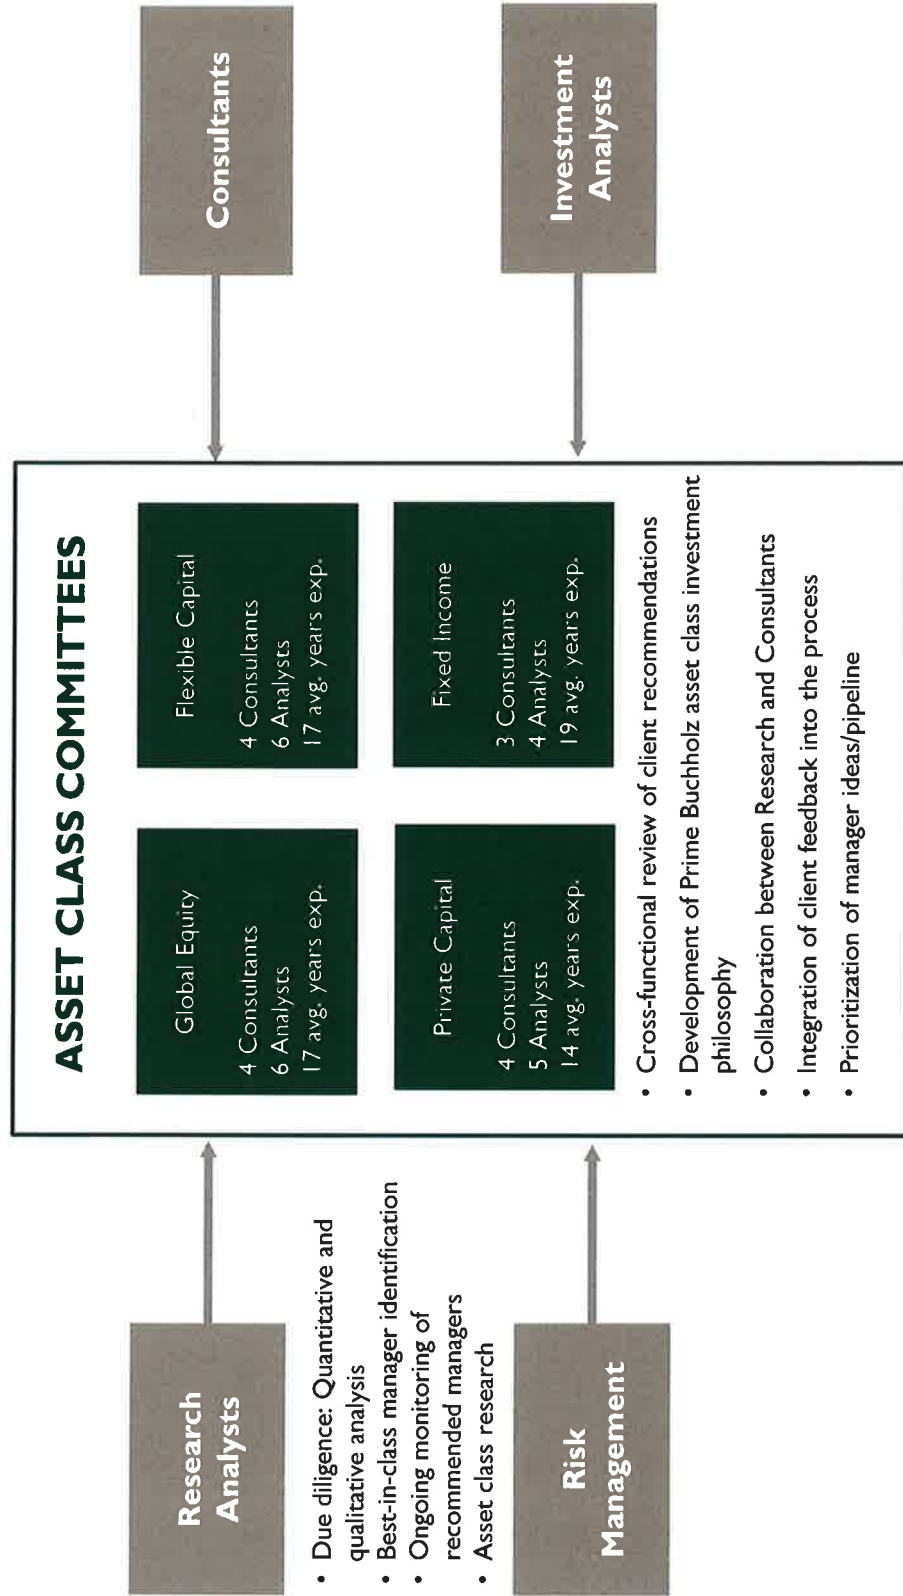 Research
Analysts
• Due diligence: Quantitative and
qualitative analysis
• Best-in-class manager identification
• Ongoing monitoring of
recommended managers
• Asset class research
Risk
Management
ASSET CLASS COMMITTEES
Global Equity
4 Consultants
6 Analysts
17 avg. years exp.
Flexible Capital
4 Consultants
6 Analysts
17 avg. years exp.
Private Capital
4 Consultants
5 Analysts
14 avg. years exp.
Fixed Income
3 Consultants
4 Analysts
19 avg. years exp.
• Cross-functional review of client recommendations
• Development of Prime Buchholz asset class investment
philosophy
• Collaboration between Research and Consultants
• Integration of client feedback into the process
• Prioritization of manager ideas/pipeline
Consultants
Investment
Analysts